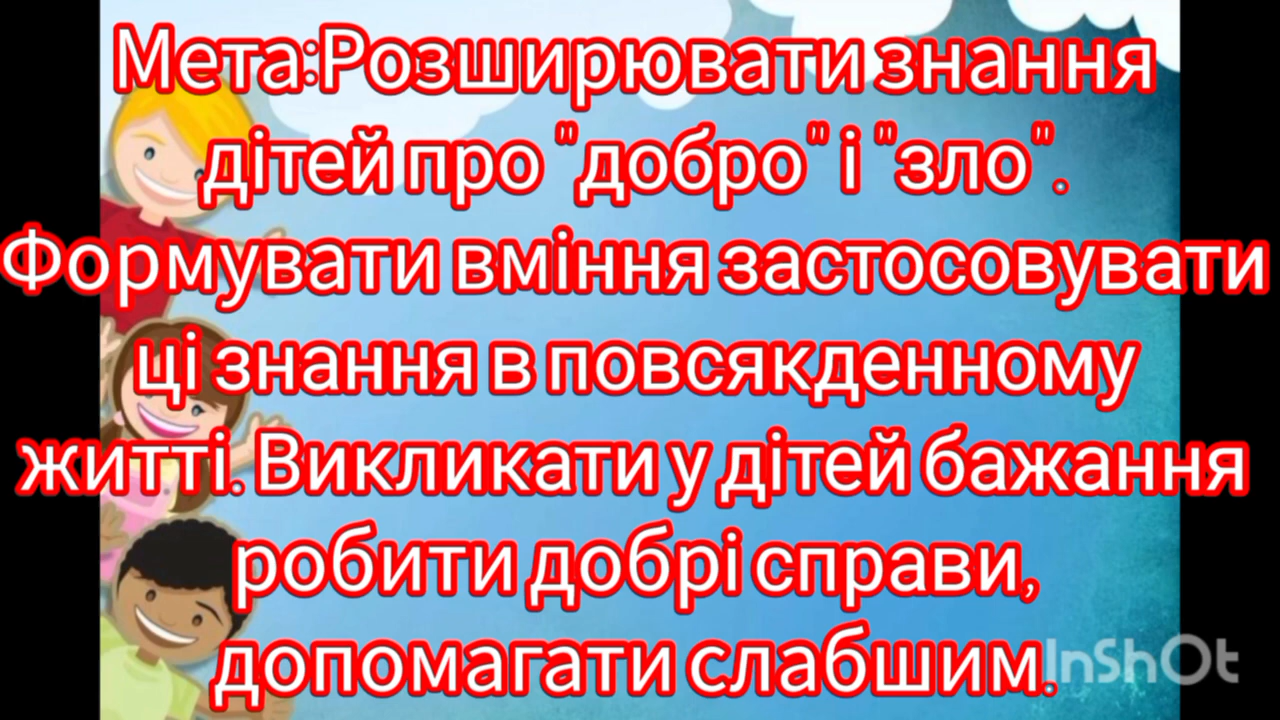 Мета:Розширювати знання
дітей про "добро" і "зло".
Формувати вміння застосовувати
ці знання в повсякденному
житті. Викликати у дітей бажання
робити добрі справи,
допомагати слабшим.
InShOt